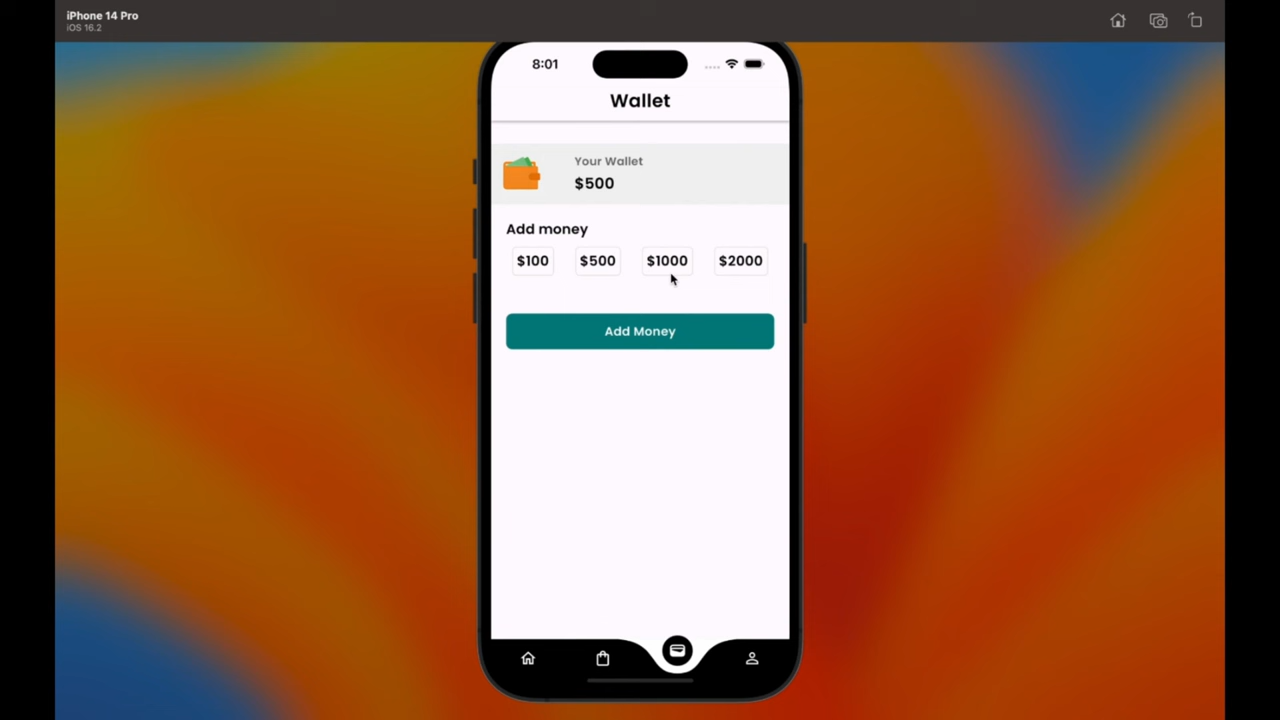 iPhone 14 Pro
iOS 16.2
8:01
Wallet
Your Wallet
$500
Add money
$100 $500 $1000 $2000
Add Money